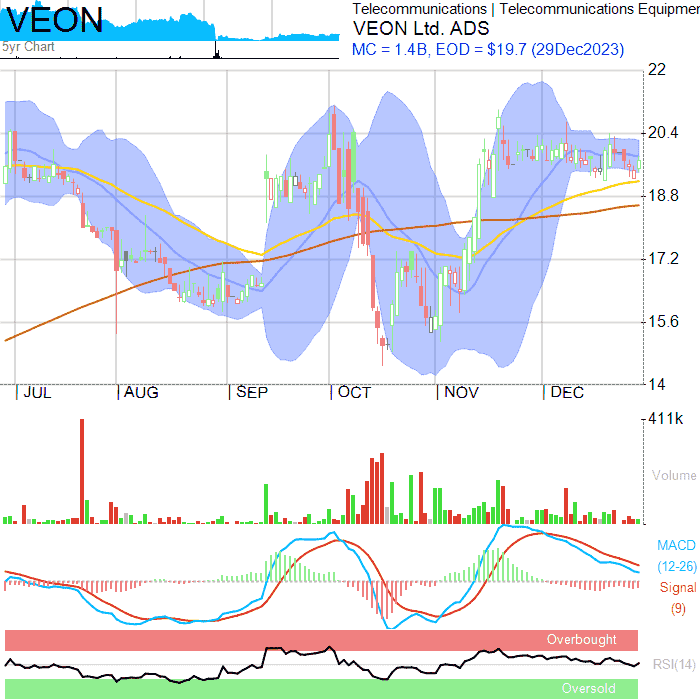 VEON
5yr Chart
Telecommunications | Telecommunications Equipmen
VEON Ltd. ADS
MC = 1.4B, EOD = $19.7 (29Dec2023)
22
20.4
18.8
17.2
15.6
14
JUL AUG SEP OCT NOV DEC
411k
Volume
MACD
(12-26)
Signal
(9)
Overbought
RSI(14)
Oversold